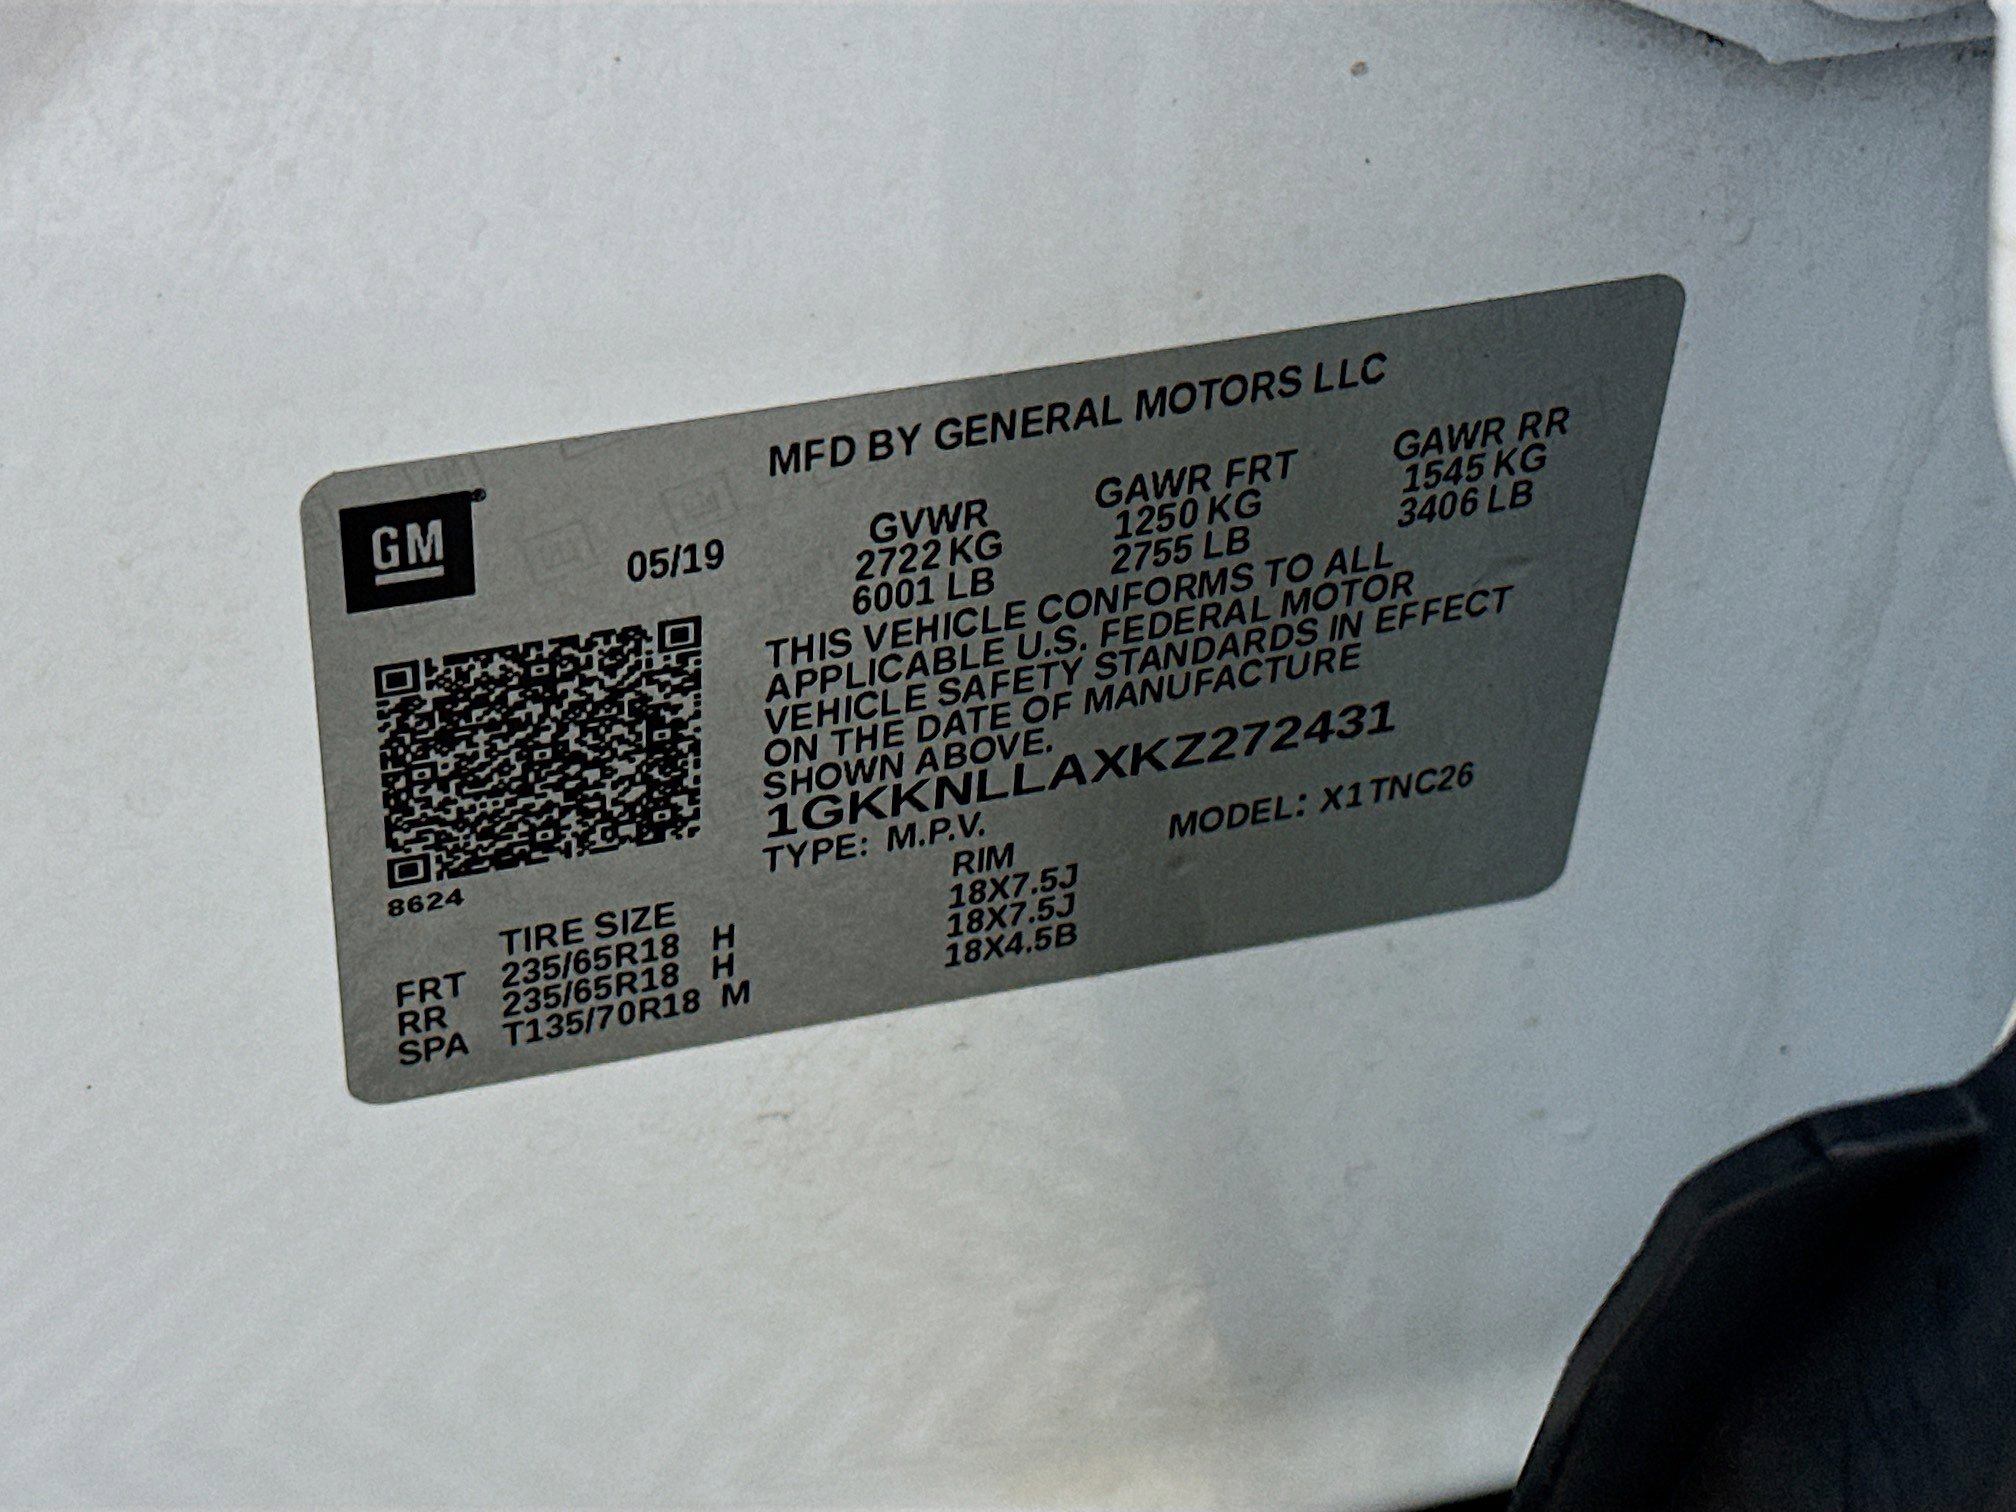 MFD BY GENERAL MOTORS LLC
GM
05/19
GVWR GAWR FRT GAWR RR
2722 KG 1250 KG 1545 KG
6001 LB 2755 LB 3406 LB
THIS VEHICLE CONFORMS TO ALL
APPLICABLE U.S. FEDERAL MOTOR
VEHICLE SAFETY STANDARDS IN EFFECT
ON THE DATE OF MANUFACTURE
SHOWN ABOVE.
1GKKNLLAXKZ272431
TYPE: M.P.V. MODEL: X1TNC26
8624
TIRE SIZE RIM
FRT 235/65R18 H 18X7.5J
RR 235/65R18 H 18X7.5J
SPA T135/70R18 M 18X4.5B